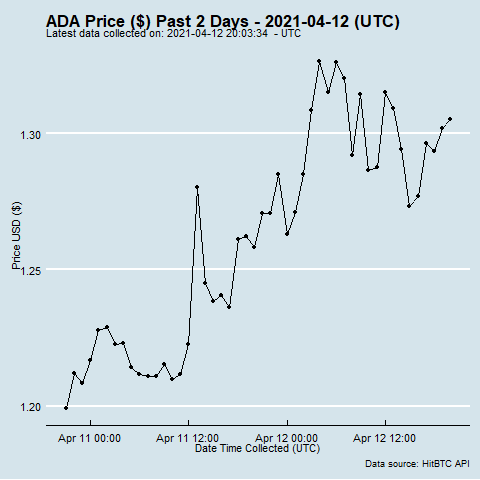 ADA Price ($) Past 2 Days - 2021-04-12 (UTC)
Latest data collected on: 2021-04-12 20:03:34 - UTC
1.30
1.25
1.20
Price USD ($)
Apr 11 00:00 Apr 11 12:00 Apr 12 00:00 Apr 12 12:00
Date Time Collected (UTC)
Data source: HitBTC API